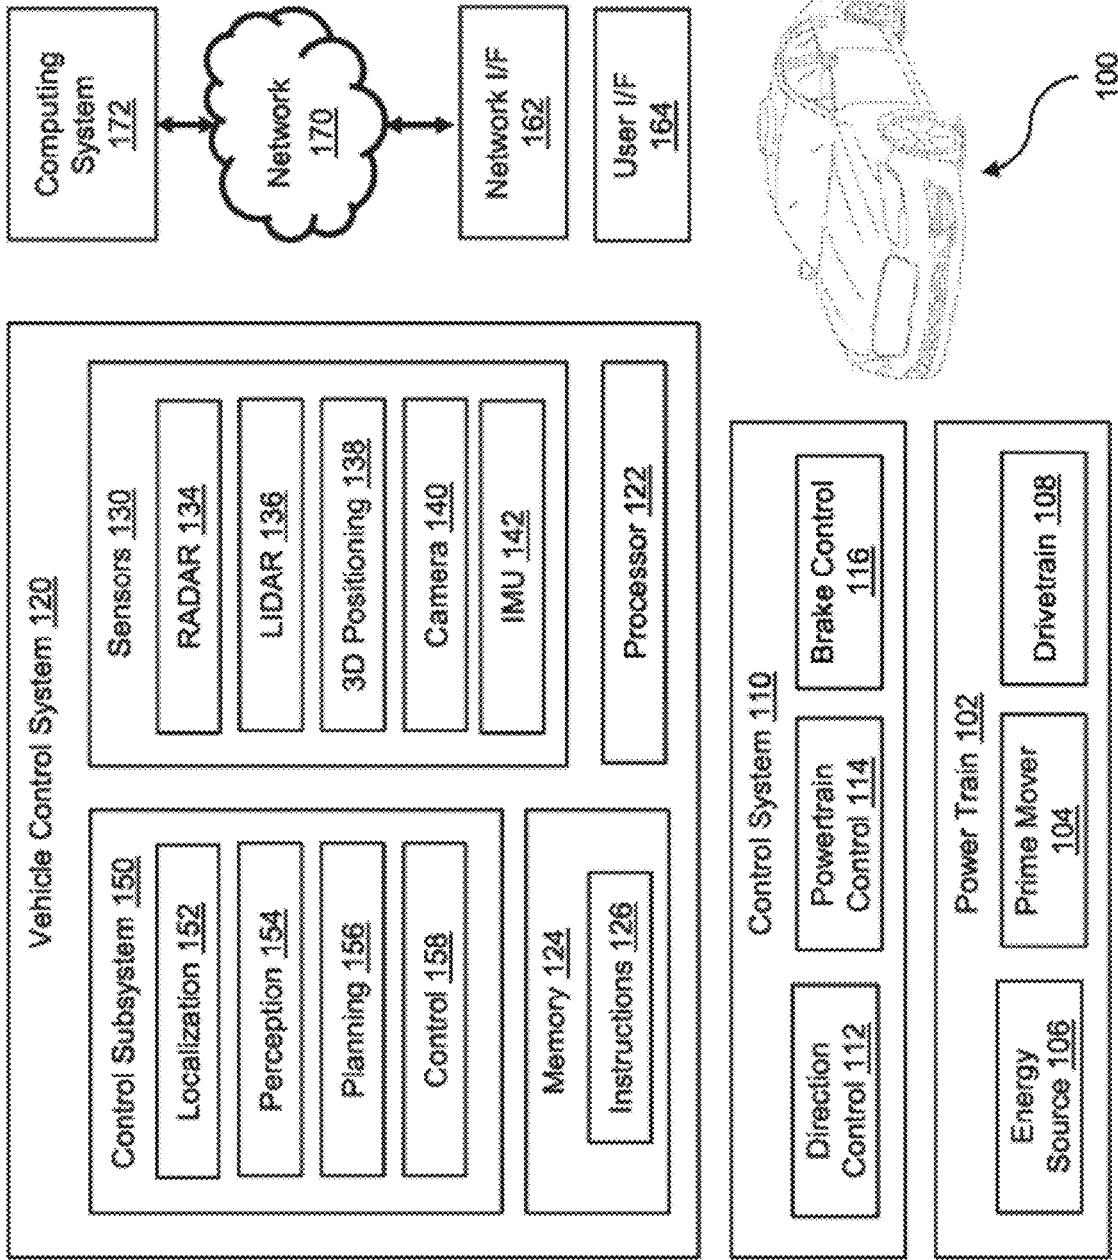 Vehicle Control System 120
Control Subsystem 150
Localization 152
Perception 154
Planning 156
Control 158
Memory 124
Instructions 126
Sensors 130
RADAR 134
LIDAR 136
3D Positioning 138
Camera 140
IMU 142
Processor 122
Computing
System
172
Network
170
Network I/F
162
User I/F
164
Control System 110
Direction
Control 112
Powertrain
Control 114
Brake Control
116
Power Train 102
Energy
Source 106
Prime Mover
104
Drivetrain 108
100